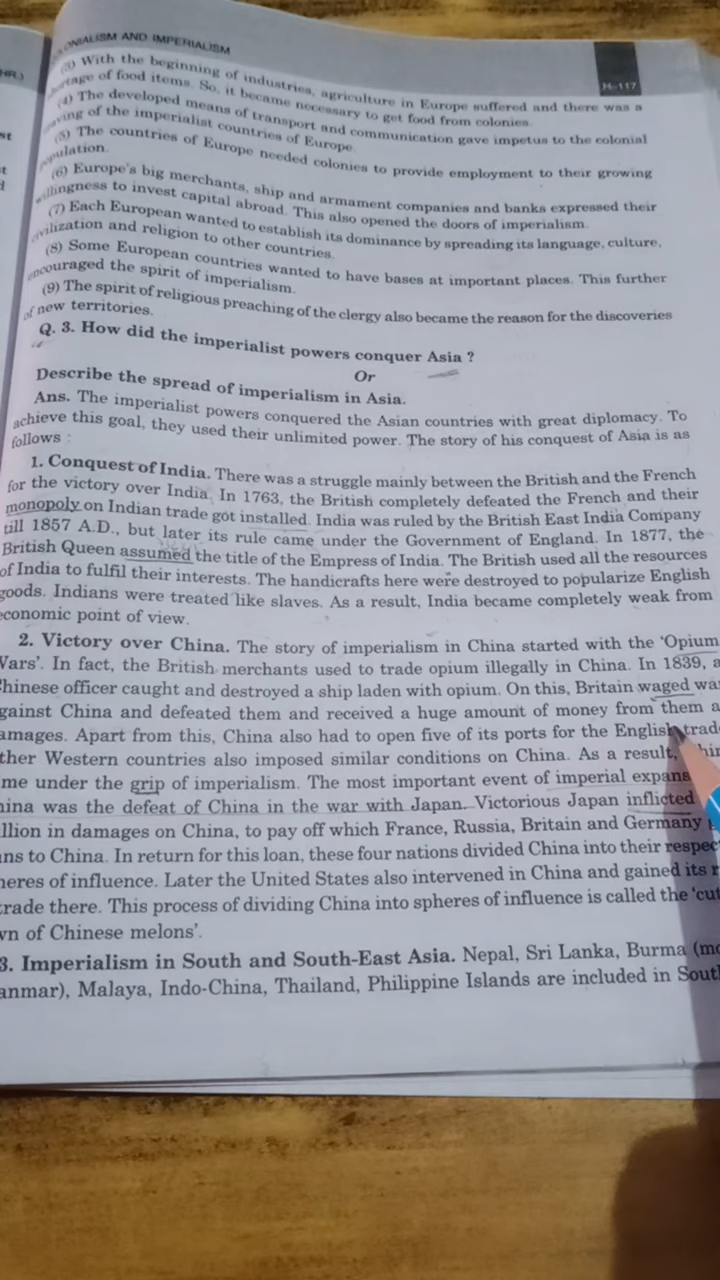 ONIALISM AND IMPERIALISM
H-117
HR.)
(3) With the beginning of industries, agriculture in Europe suffered and there was a
shortage of food items. So, it became necessary to get food from colonies.
(4) The developed means of transport and communication gave impetus to the colonial
ving of the imperialist countries of Europe.
(5) The countries of Europe needed colonies to provide employment to their growing
population.
(6) Europe's big merchants, ship and armament companies and banks expressed their
willingness to invest capital abroad. This also opened the doors of imperialism.
(7) Each European wanted to establish its dominance by spreading its language, culture,
civilization and religion to other countries.
(8) Some European countries wanted to have bases at important places. This further
encouraged the spirit of imperialism.
(9) The spirit of religious preaching of the clergy also became the reason for the discoveries
of new territories.
Q. 3. How did the imperialist powers conquer Asia ?
Or
Describe the spread of imperialism in Asia.
Ans. The imperialist powers conquered the Asian countries with great diplomacy. To
achieve this goal, they used their unlimited power. The story of his conquest of Asia is as
follows :
1. Conquest of India. There was a struggle mainly between the British and the French
for the victory over India. In 1763, the British completely defeated the French and their
monopoly on Indian trade got installed. India was ruled by the British East India Company
till 1857 A.D., but later its rule came under the Government of England. In 1877, the
British Queen assumed the title of the Empress of India. The British used all the resources
of India to fulfil their interests. The handicrafts here were destroyed to popularize English
goods. Indians were treated like slaves. As a result, India became completely weak from
economic point of view.
2. Victory over China. The story of imperialism in China started with the 'Opium
Wars'. In fact, the British merchants used to trade opium illegally in China. In 1839, a
Chinese officer caught and destroyed a ship laden with opium. On this, Britain waged wa
gainst China and defeated them and received a huge amount of money from them a
amages. Apart from this, China also had to open five of its ports for the English trad
ther Western countries also imposed similar conditions on China. As a result, hin
me under the grip of imperialism. The most important event of imperial expans
hina was the defeat of China in the war with Japan. Victorious Japan inflicted
llion in damages on China, to pay off which France, Russia, Britain and Germany
ans to China. In return for this loan, these four nations divided China into their respec
heres of influence. Later the United States also intervened in China and gained its r
trade there. This process of dividing China into spheres of influence is called the 'cut
wn of Chinese melons'.
3. Imperialism in South and South-East Asia. Nepal, Sri Lanka, Burma (mo
anmar), Malaya, Indo-China, Thailand, Philippine Islands are included in Sout